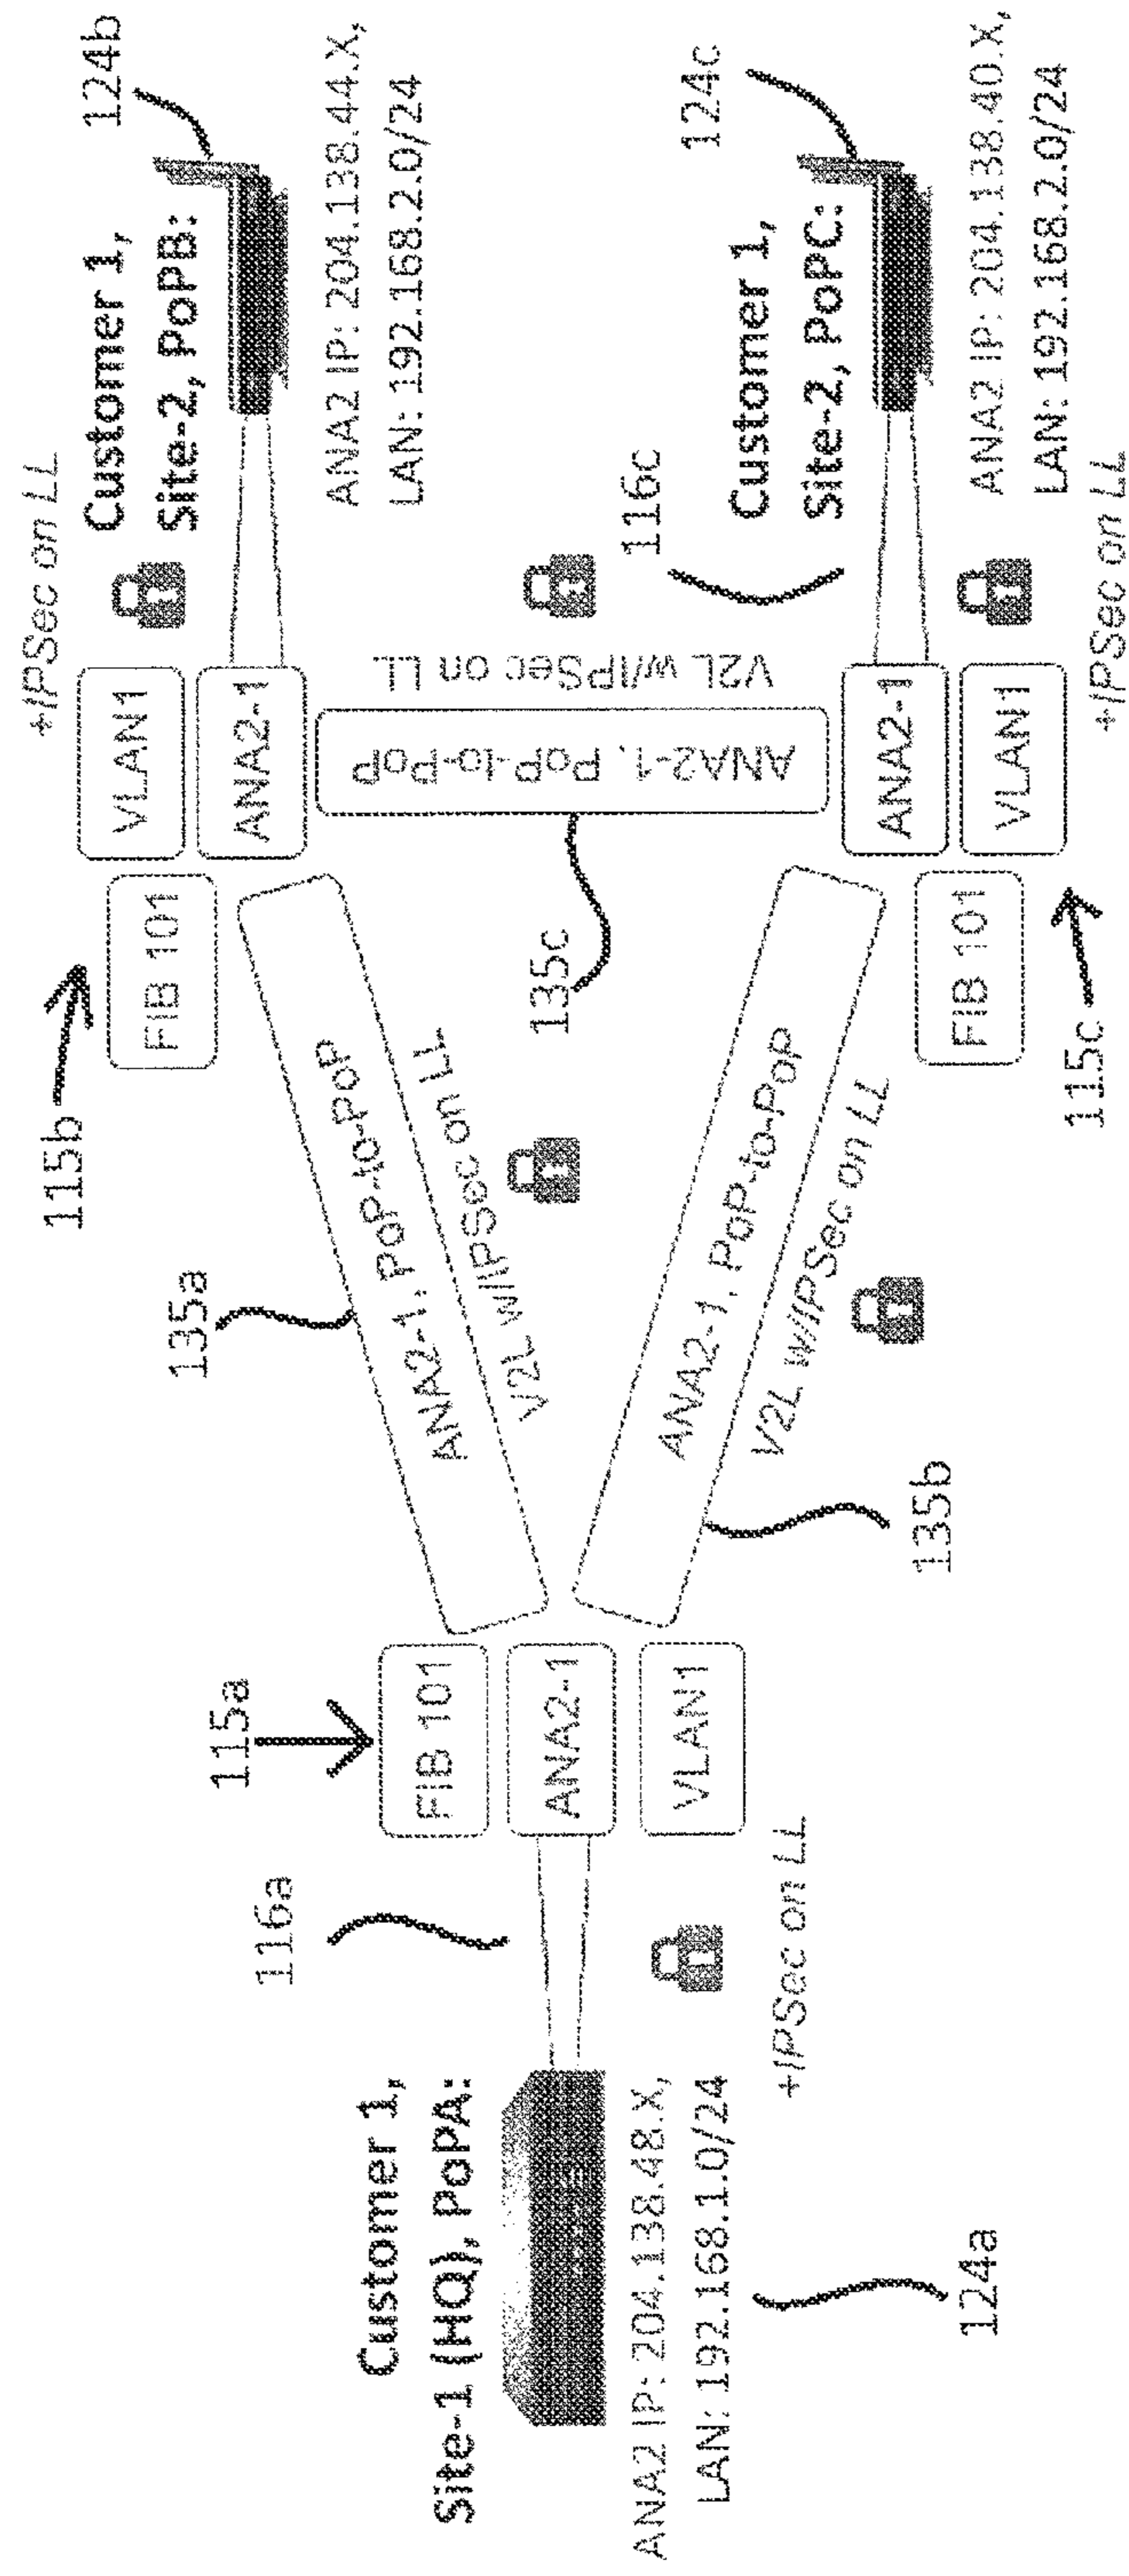 124b
Customer 1,
Site-2, PoPB:
ANA2 IP: 204.138.44.X,
LAN: 192.168.2.0/24
+IPSec on LL
VLAN1
ANA2-1
FIB 101
115b
135a
ANA2-1, PoP-to-PoP
V2L w/IPSec on LL
115a
FIB 101
ANA2-1
VLAN1
116a
+IPSec on LL
Customer 1,
Site-1 (HQ), PoPA:
ANA2 IP: 204.138.48.X,
LAN: 192.168.1.0/24
124a
ANA2-1, PoP-to-PoP
V2L w/IPSec on LL
135c
ANA2-1, PoP-to-PoP
V2L w/IPSec on LL
135b
116c
124c
Customer 1,
Site-2, PoPC:
ANA2 IP: 204.138.40.X,
LAN: 192.168.2.0/24
ANA2-1
VLAN1
FIB 101
+IPSec on LL
115c